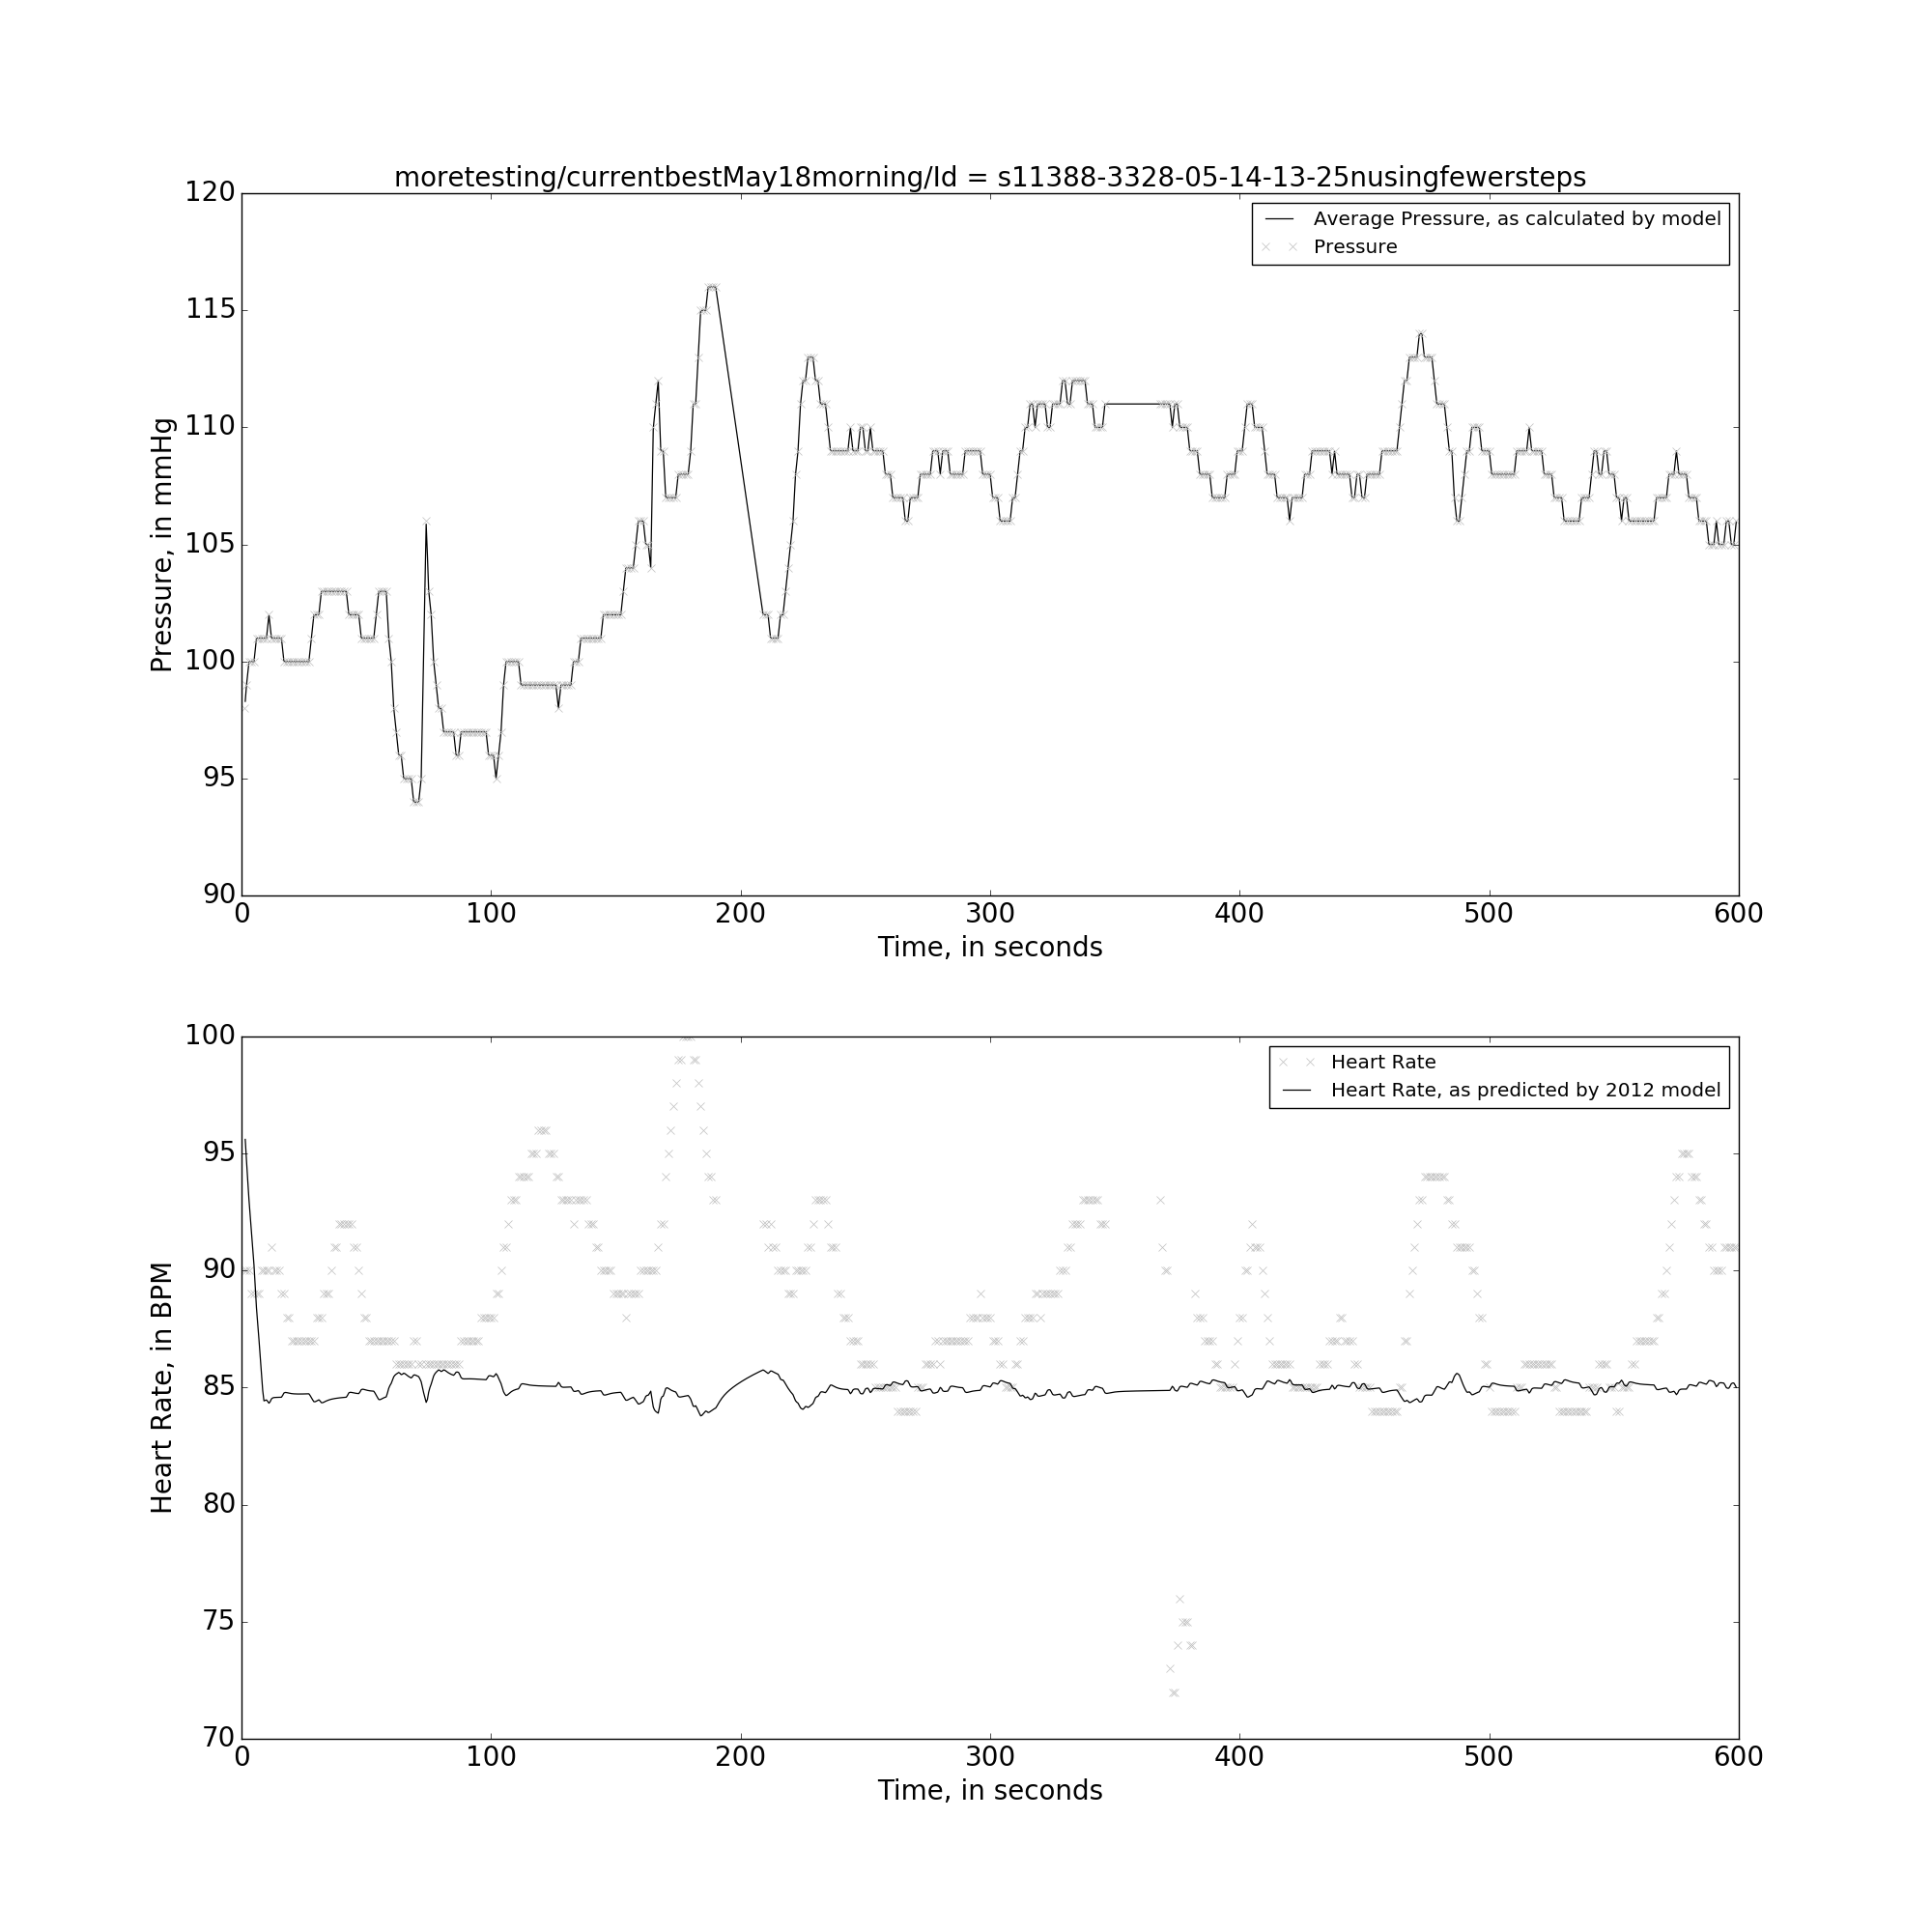 moretesting/currentbestMay18morning/Id = s11388-3328-05-14-13-25nusingfewersteps
120
115
110
105
100
95
90
Pressure, in mmHg
Average Pressure, as calculated by model
Pressure
0 100 200 300 400 500 600
Time, in seconds
100
95
90
85
80
75
70
Heart Rate, in BPM
Heart Rate
Heart Rate, as predicted by 2012 model
0 100 200 300 400 500 600
Time, in seconds